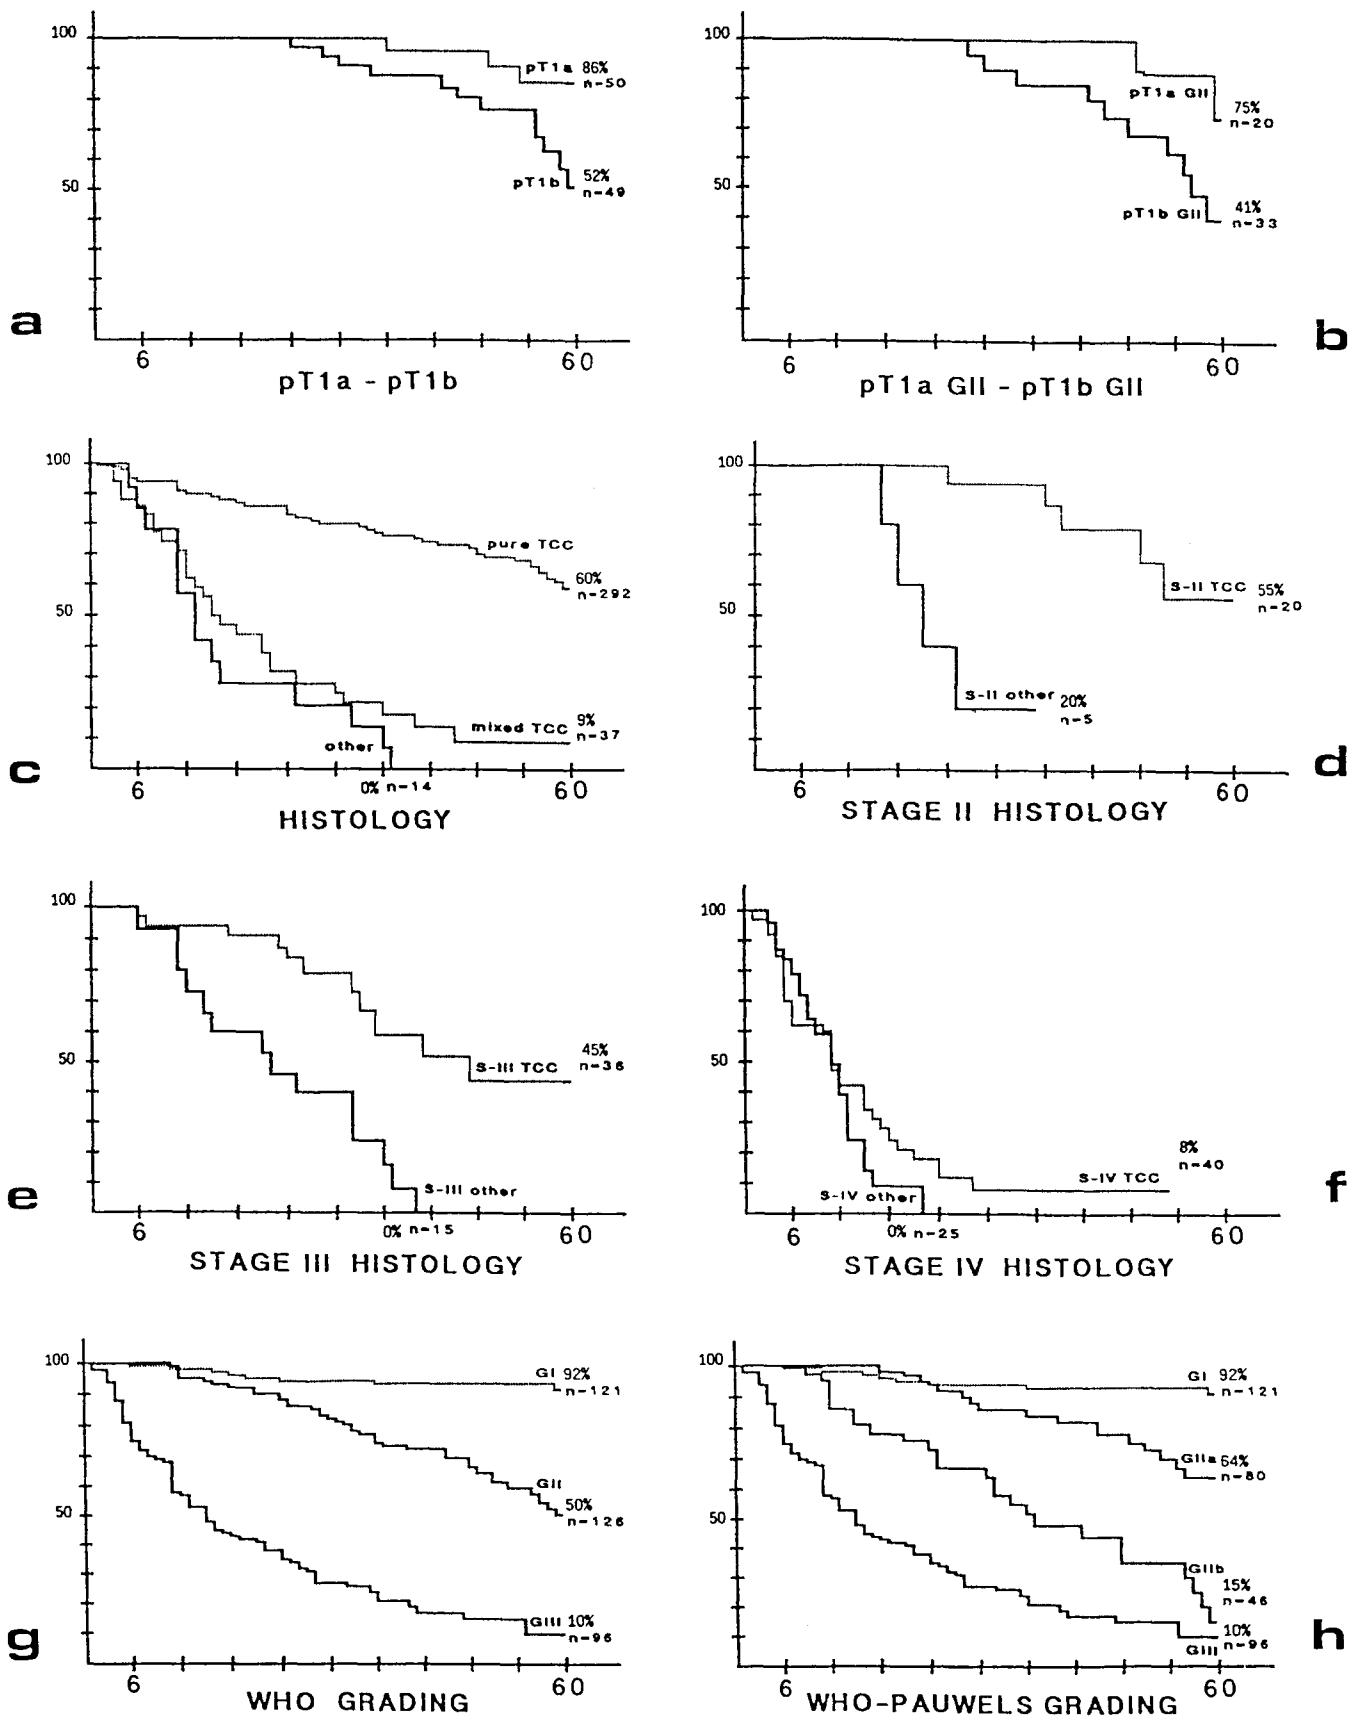 100
50
pT1a 86%
n=50
52%
pT1b n=49
6 60
pT1a - pT1b
a
100
50
pT1a GII
75%
n=20
pT1b GII
41%
n=33
6 60
pT1a GII - pT1b GII
b
100
50
pure TCC
60%
n=292
mixed TCC 9%
n=37
other
0% n=14
6 60
HISTOLOGY
c
100
50
S-II TCC 55%
n=20
S-II other 20%
n=5
6 60
STAGE II HISTOLOGY
d
100
50
45%
S-III TCC n=36
S-III other
0% n=15
6 60
STAGE III HISTOLOGY
e
100
50
8%
n=40
S-IV TCC
S-IV other
0% n=25
6 60
STAGE IV HISTOLOGY
f
100
50
GI 92%
n=121
GII
50%
n=126
GIII 10%
n=96
6 60
WHO GRADING
g
100
50
GI 92%
n=121
GIIa 64%
n=80
GIIb
15%
n=46
10%
n=96
GIII
6 60
WHO-PAUWELS GRADING
h